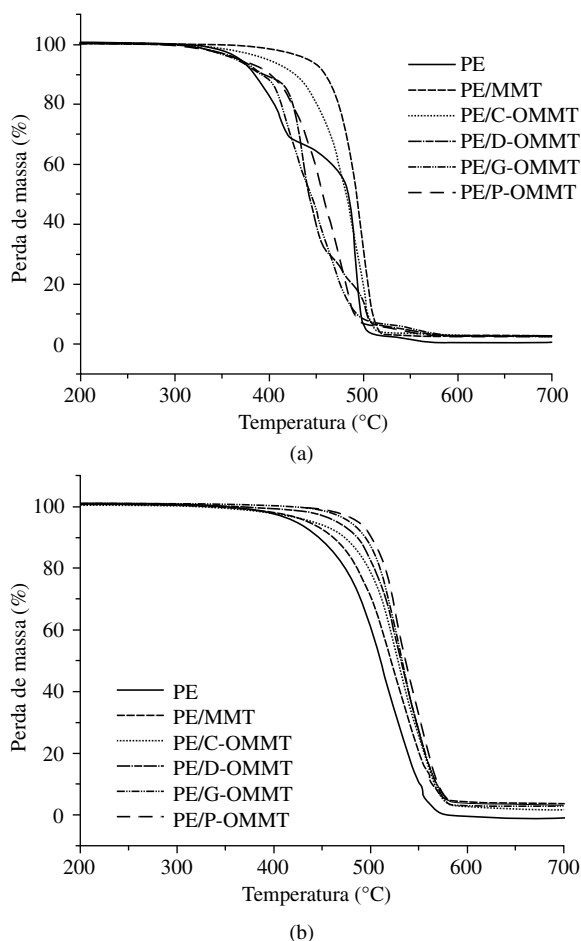 100
80
60
40
20
0
Perda de massa (%)
PE
PE/MMT
PE/C-OMMT
PE/D-OMMT
PE/G-OMMT
PE/P-OMMT
200 300 400 500 600 700
Temperatura (°C)
(a)
100
80
60
40
20
0
Perda de massa (%)
PE
PE/MMT
PE/C-OMMT
PE/D-OMMT
PE/G-OMMT
PE/P-OMMT
200 300 400 500 600 700
Temperatura (°C)
(b)